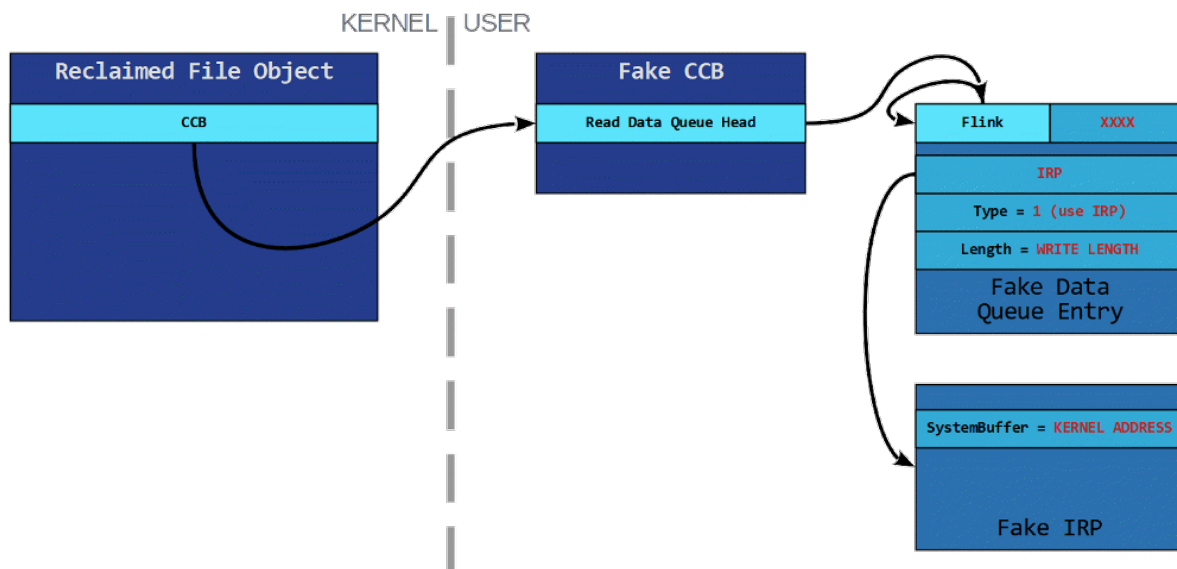 KERNEL
USER
Reclaimed File Object
CCB
Fake CCB
Read Data Queue Head
Flink
XXXX
IRP
Type = 1 (use IRP)
Length = WRITE LENGTH
Fake Data
Queue Entry
SystemBuffer = KERNEL ADDRESS
Fake IRP